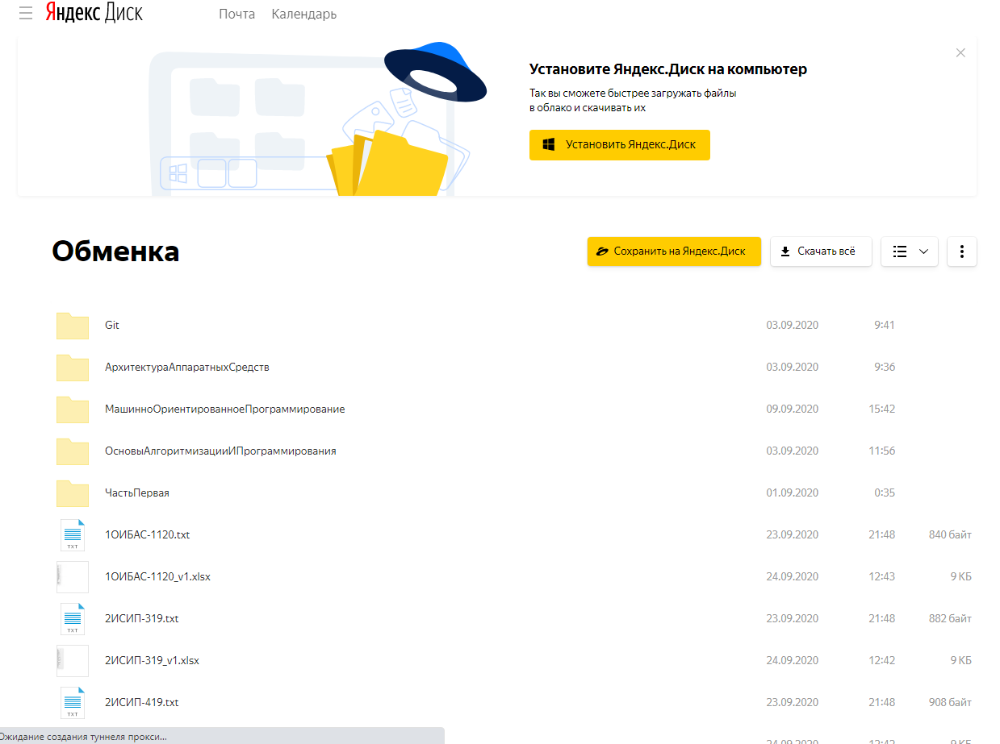 Яндекс Диск Почта Календарь
Установите Яндекс.Диск на компьютер
Так вы сможете быстрее загружать файлы
в облако и скачивать их
Установить Яндекс.Диск
Обменка
Сохранить на Яндекс.Диск Скачать всё
Git 03.09.2020 9:41
АрхитектураАппаратныхСредств 03.09.2020 9:36
МашинноОриентированноеПрограммирование 09.09.2020 15:42
ОсновыАлгоритмизацииИПрограммирования 03.09.2020 11:56
ЧастьПервая 01.09.2020 0:35
TXT 1ОИБАС-1120.txt 23.09.2020 21:48 840 байт
1ОИБАС-1120_v1.xlsx 24.09.2020 12:43 9 КБ
TXT 2ИСИП-319.txt 23.09.2020 21:48 882 байт
2ИСИП-319_v1.xlsx 24.09.2020 12:42 9 КБ
TXT 2ИСИП-419.txt 23.09.2020 21:48 908 байт
24.09.2020 12:42 9 КБ
Ожидание создания туннеля прокси...